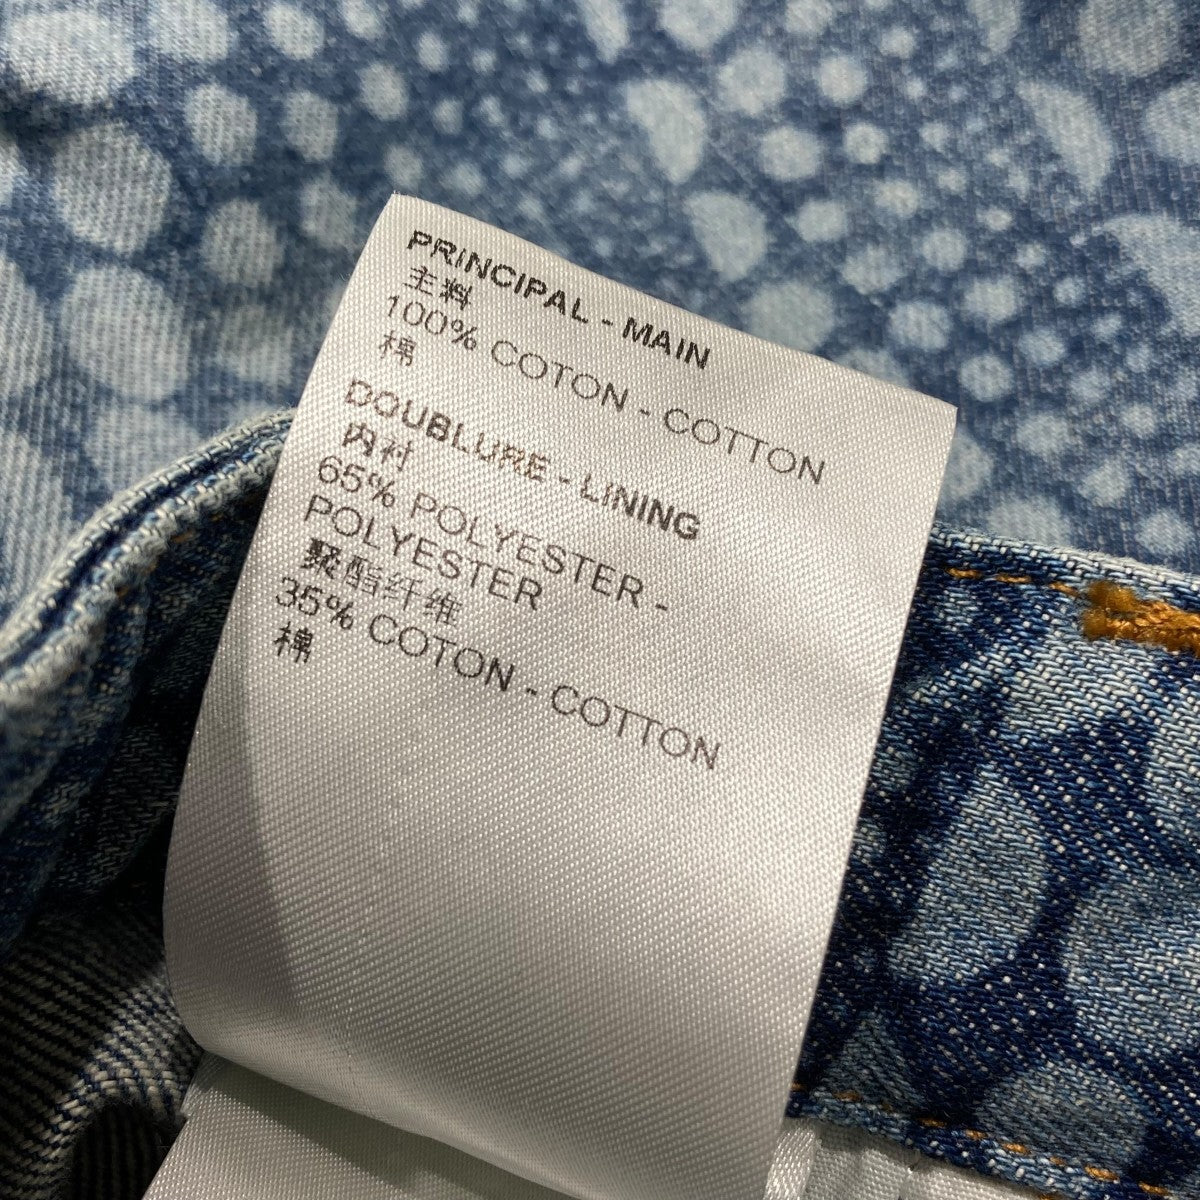 PRINCIPAL - MAIN
主料
100% COTON - COTTON
棉
DOUBLURE - LINING
内衬
65% POLYESTER -
POLYESTER
聚酯纤维
35% COTON - COTTON
棉